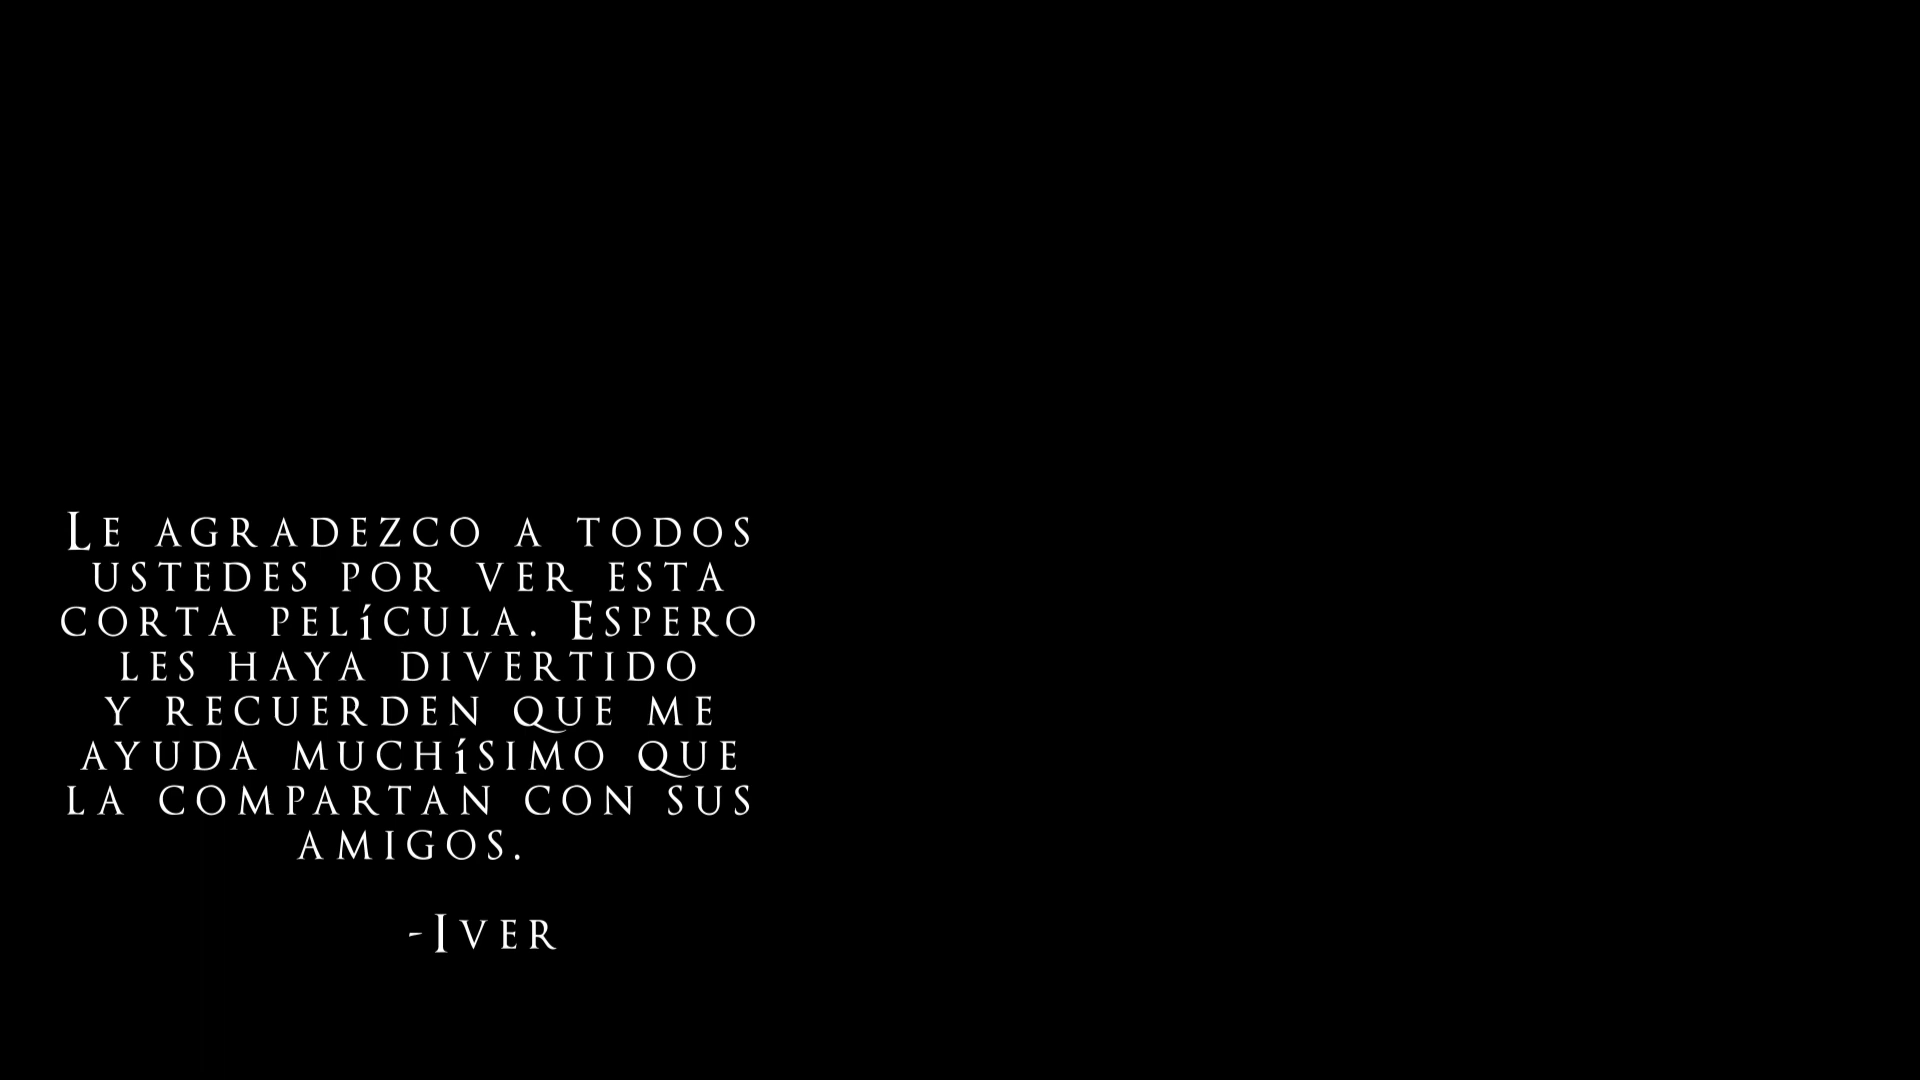 Le agradezco a todos
ustedes por ver esta
corta película. Espero
les haya divertido
y recuerden que me
ayuda muchísimo que
la compartan con sus
amigos.
-Iver